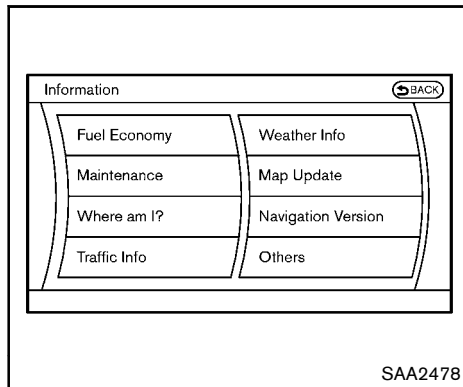 Information
BACK
Fuel Economy
Weather Info
Maintenance
Map Update
Where am I?
Navigation Version
Traffic Info
Others
SAA2478